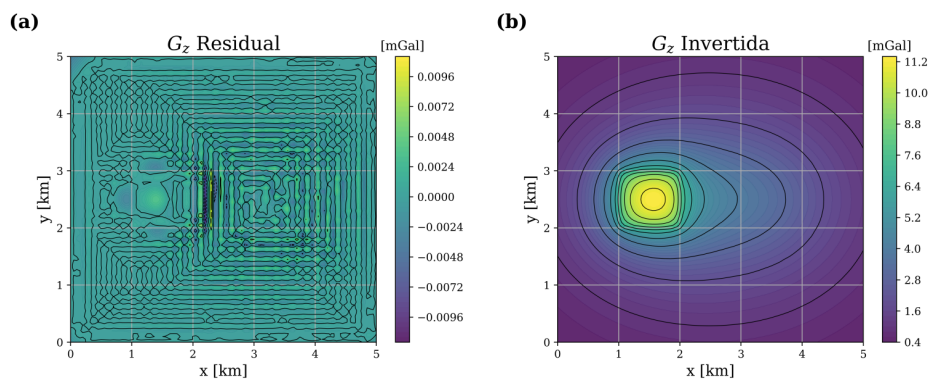 (a)
G_z Residual
[mGal]
5
4
3
2
1
0
y [km]
0 1 2 3 4 5
x [km]
0.0096
0.0072
0.0048
0.0024
0.0000
−0.0024
−0.0048
−0.0072
−0.0096
(b)
G_z Invertida
[mGal]
5
4
3
2
1
0
y [km]
0 1 2 3 4 5
x [km]
11.2
10.0
8.8
7.6
6.4
5.2
4.0
2.8
1.6
0.4